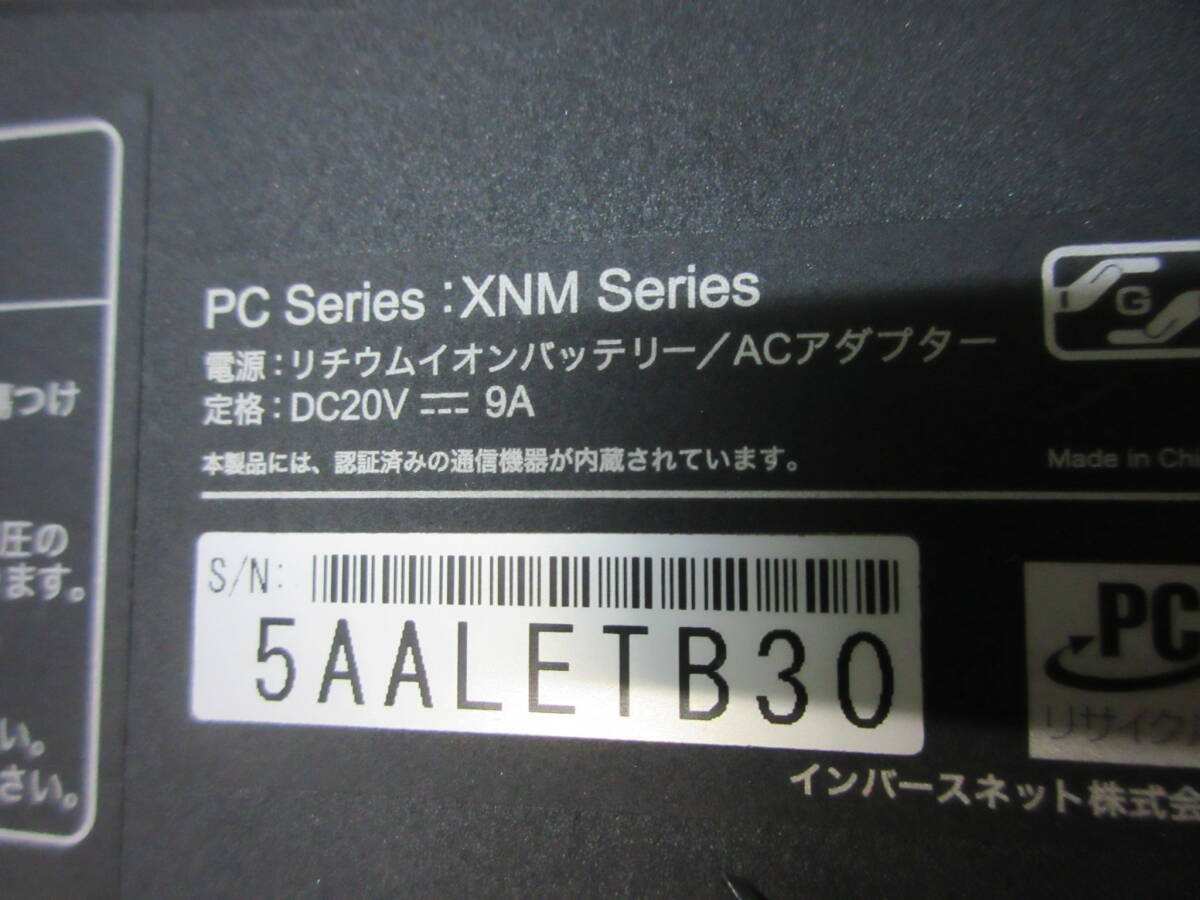 PC Series :XNM Series
電源:リチウムイオンバッテリー/ACアダプター
定格:DC20V ⎓ 9A
本製品には、認証済みの通信機器が内蔵されています。
Made in Chi
I G
傷つけ
圧の
ます。
い。
さい。
S/N:
5AALETB30
PC
リサイクル
インバースネット株式会